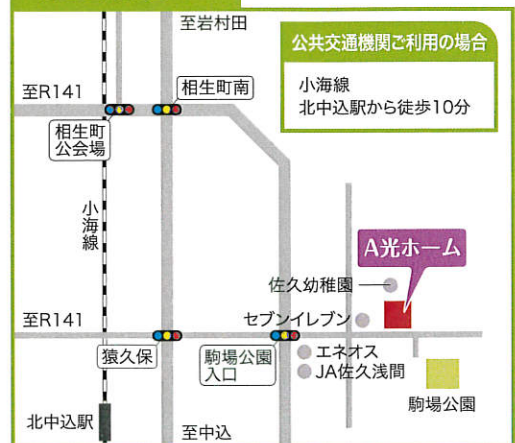 至岩村田
公共交通機関ご利用の場合
小海線
北中込駅から徒歩10分
至R141
相生町南
相生町
公会場
小海線
A光ホーム
佐久幼稚園
セブンイレブン
至R141
猿久保
駒場公園
入口
エネオス
JA佐久浅間
駒場公園
北中込駅
至中込